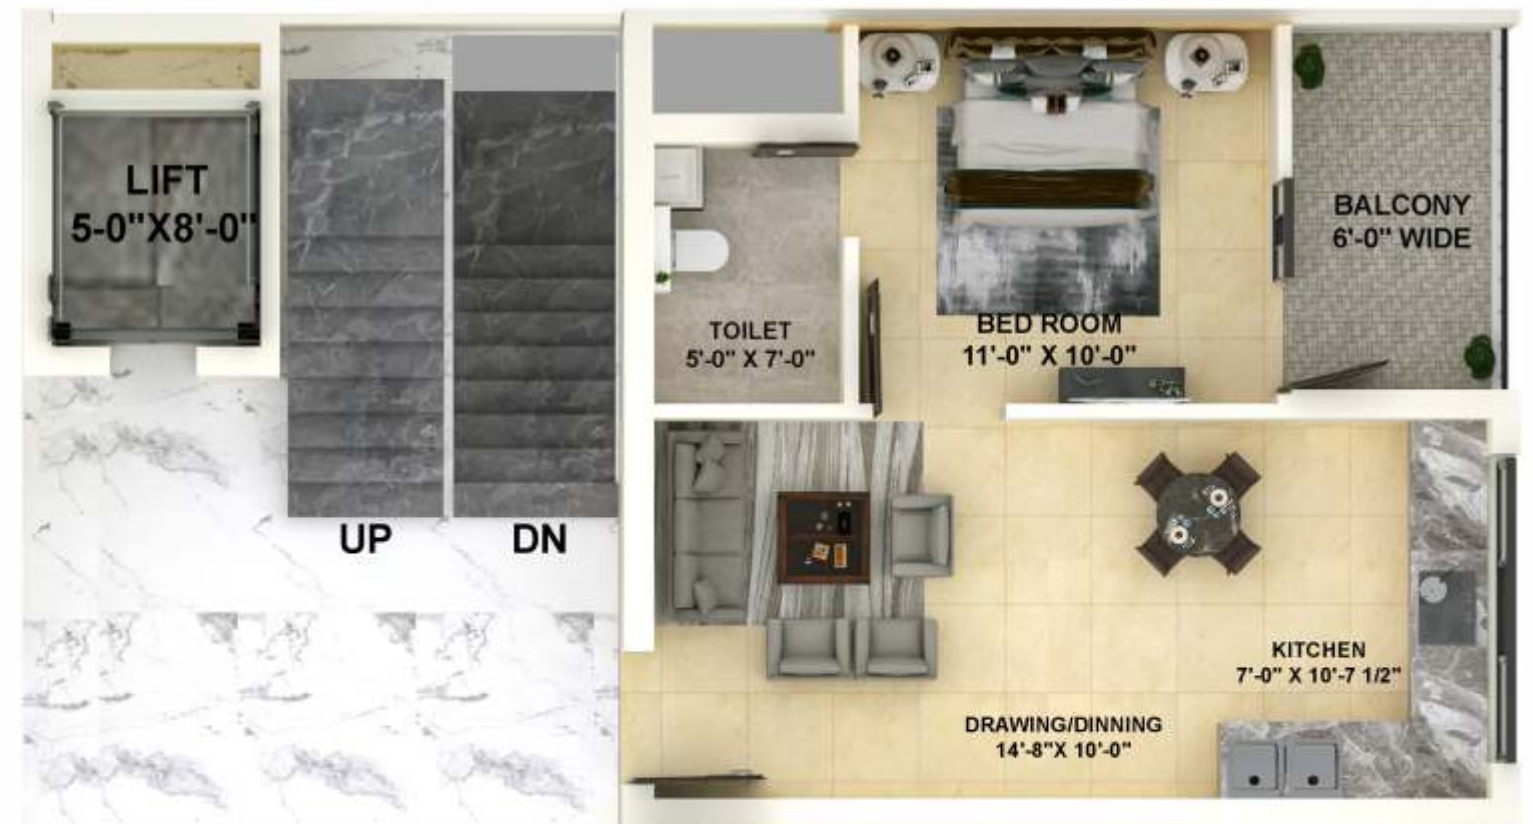 LIFT
5-0"X8'-0"
UP
DN
TOILET
5'-0" X 7'-0"
BED ROOM
11'-0" X 10'-0"
BALCONY
6'-0" WIDE
KITCHEN
7'-0" X 10'-7 1/2"
DRAWING/DINNING
14'-8"X 10'-0"